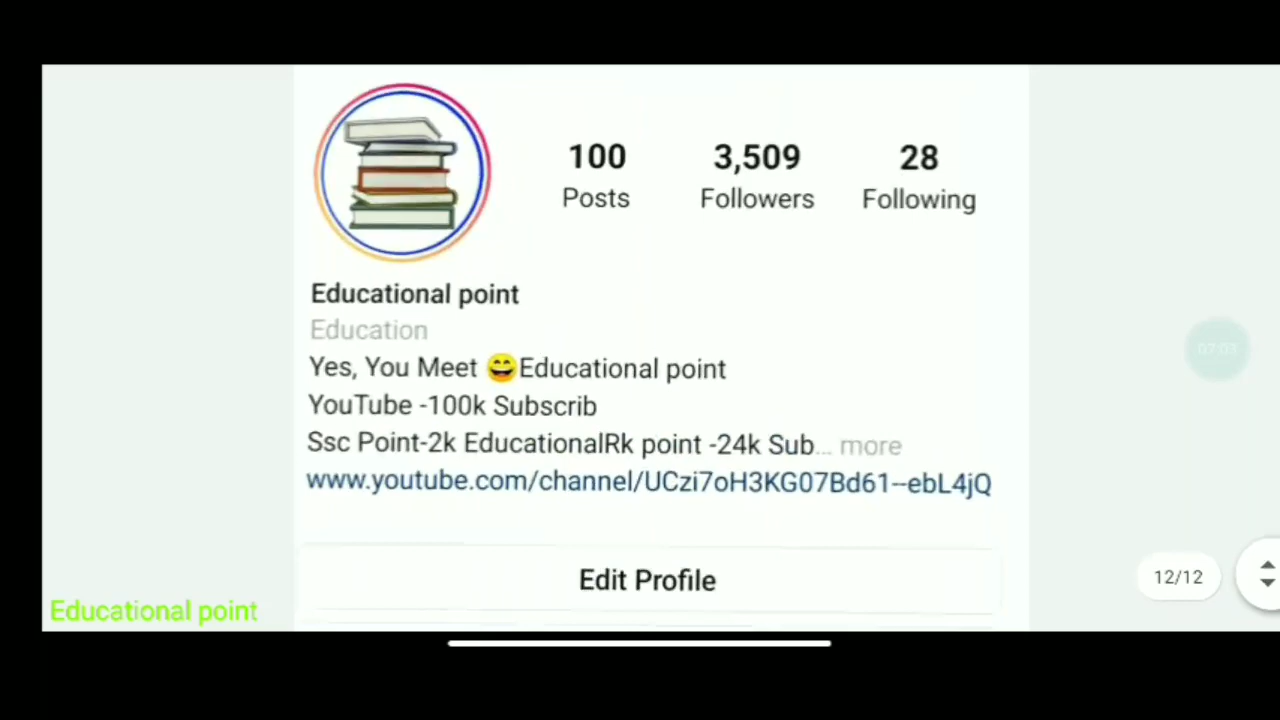 100 3,509 28
Posts Followers Following
Educational point
Education
Yes, You Meet 😄Educational point
YouTube -100k Subscrib
Ssc Point-2k EducationalRk point -24k Sub... more
www.youtube.com/channel/UCzi7oH3KG07Bd61--ebL4jQ
Edit Profile
12/12
Educational point